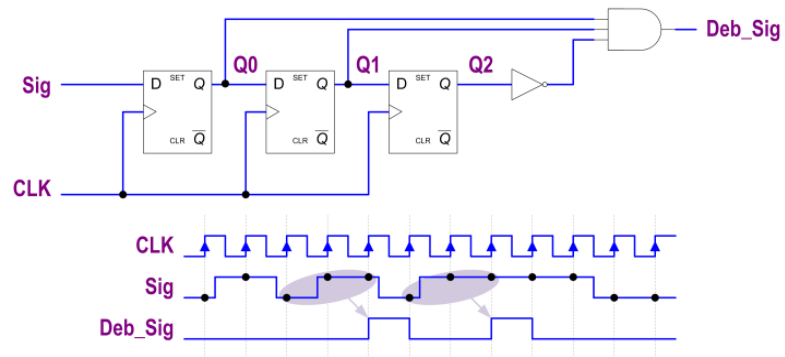 Deb_Sig
Q0 Q1 Q2
Sig
D SET Q D SET Q D SET Q
CLR Q CLR Q CLR Q
CLK
CLK
Sig
Deb_Sig